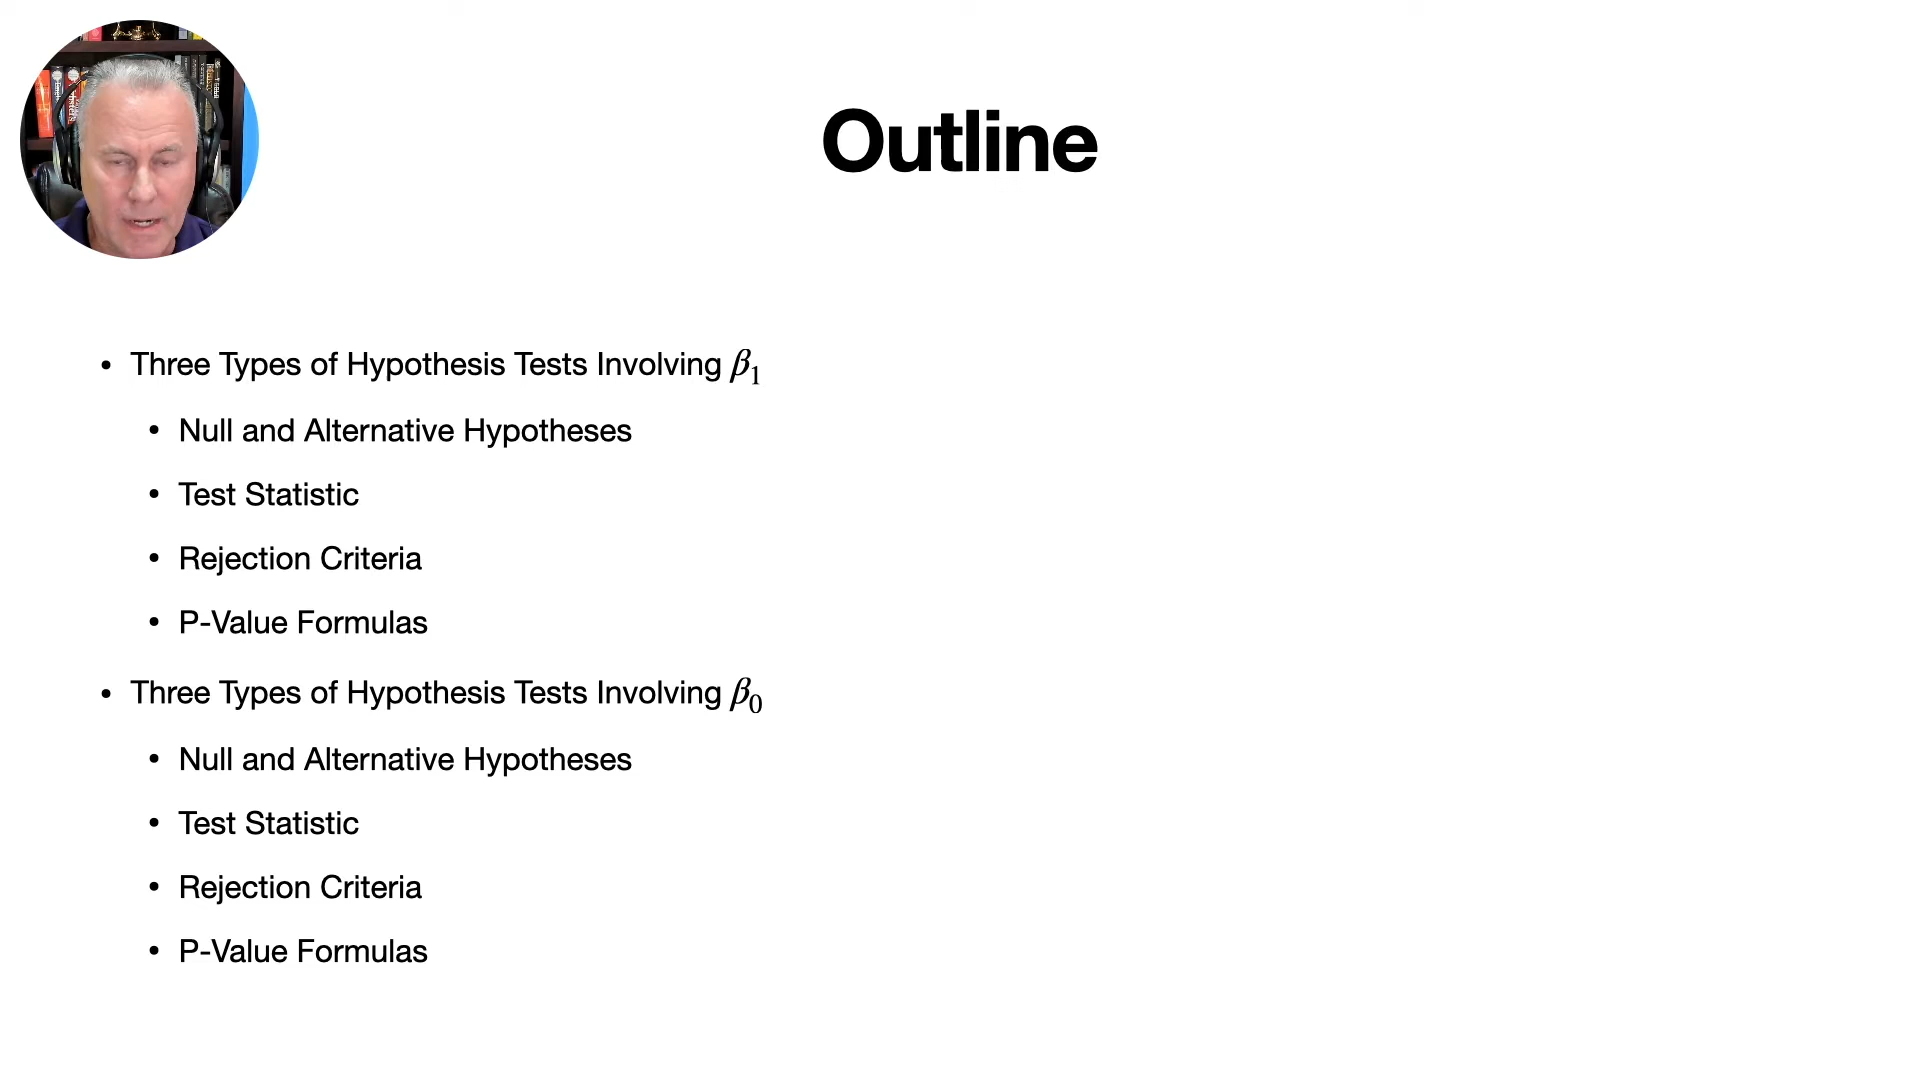 Outline
• Three Types of Hypothesis Tests Involving β₁
• Null and Alternative Hypotheses
• Test Statistic
• Rejection Criteria
• P-Value Formulas
• Three Types of Hypothesis Tests Involving β₀
• Null and Alternative Hypotheses
• Test Statistic
• Rejection Criteria
• P-Value Formulas